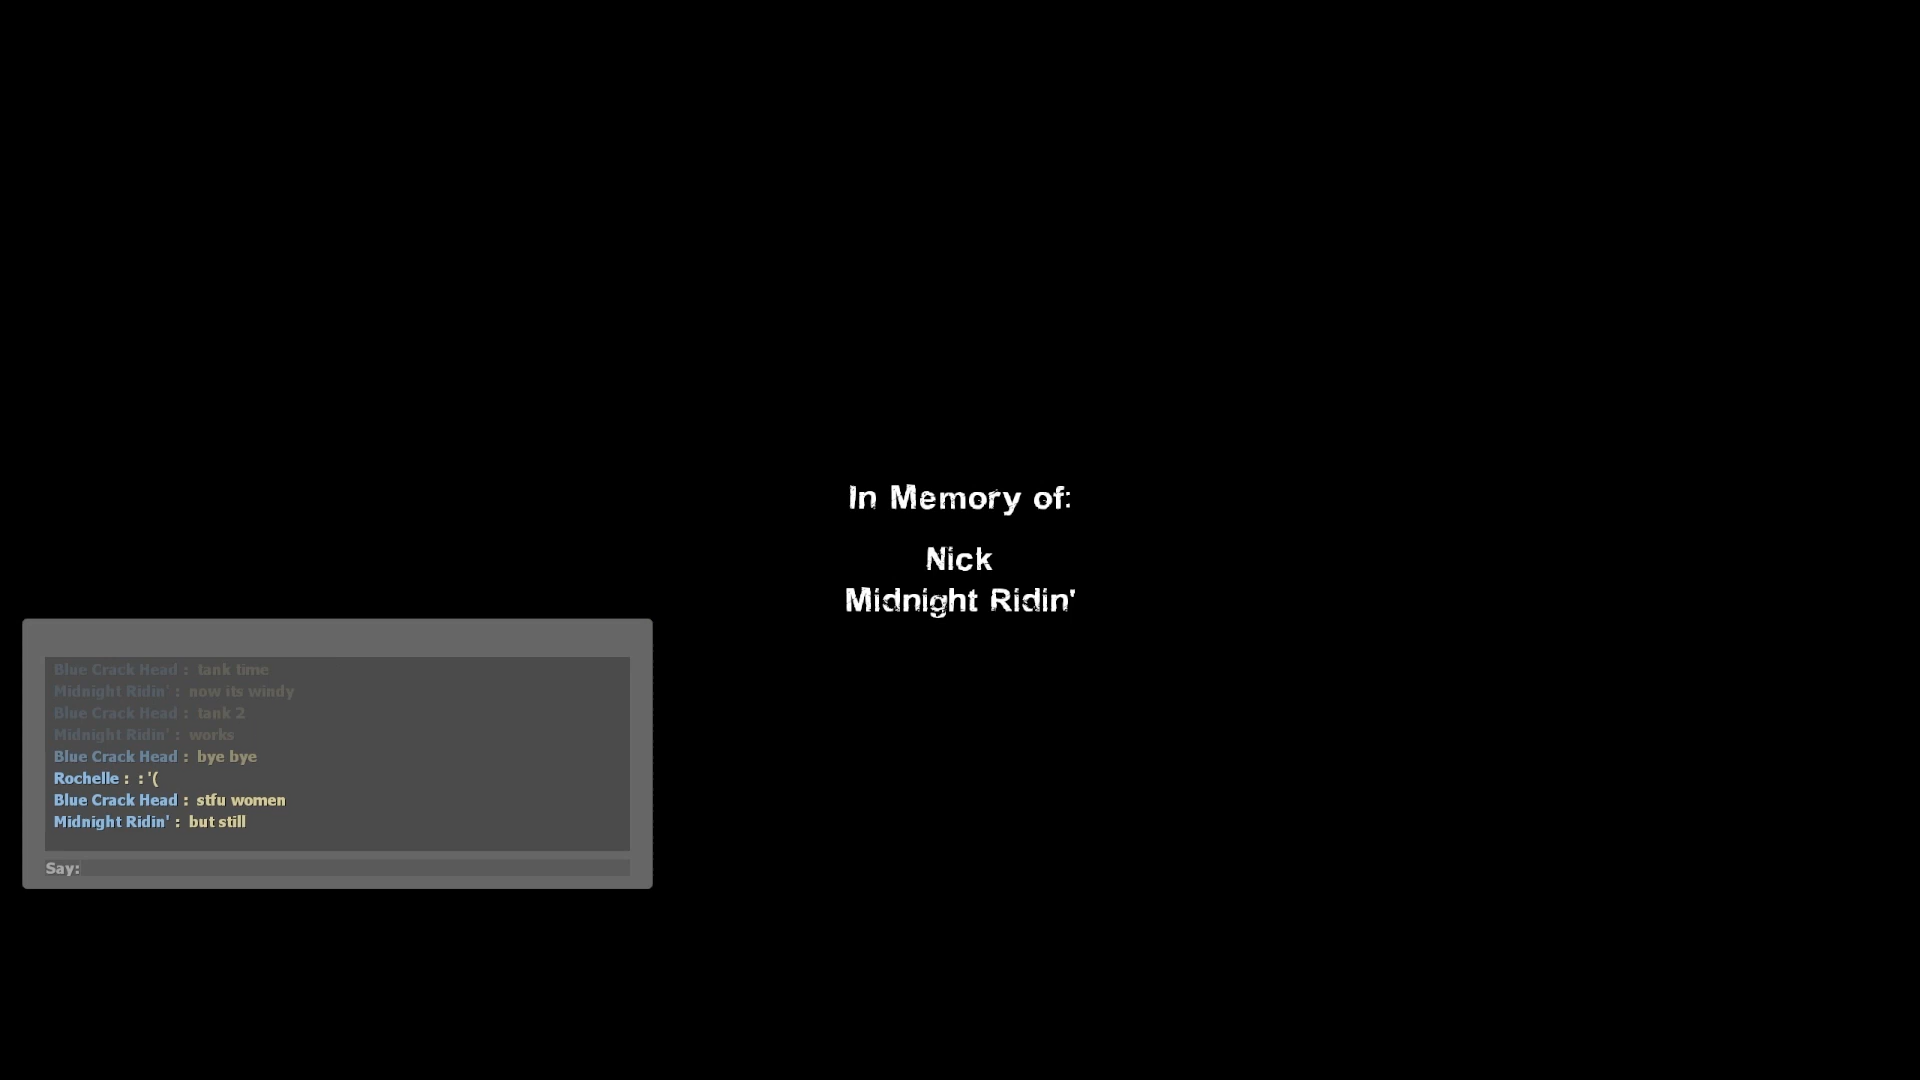 In Memory of:
Nick
Midnight Ridin'
Blue Crack Head : tank time
Midnight Ridin' : now its windy
Blue Crack Head : tank 2
Midnight Ridin' : works
Blue Crack Head : bye bye
Rochelle : : '(
Blue Crack Head : stfu women
Midnight Ridin' : but still
Say: